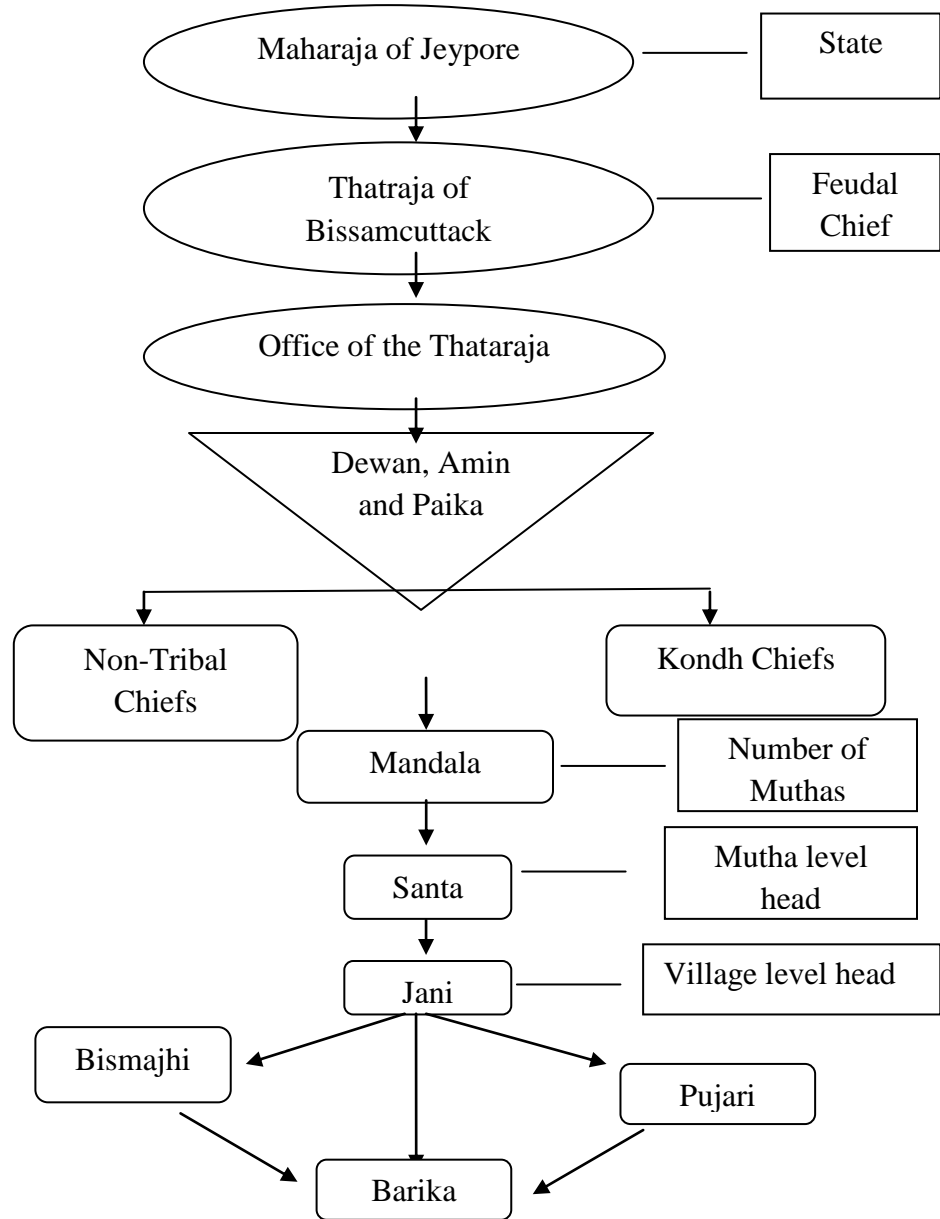 Maharaja of Jeypore
State
Thatraja of
Bissamcuttack
Feudal
Chief
Office of the Thataraja
Dewan, Amin
and Paika
Non-Tribal
Chiefs
Kondh Chiefs
Mandala
Number of
Muthas
Santa
Mutha level
head
Jani
Village level head
Bismajhi
Pujari
Barika